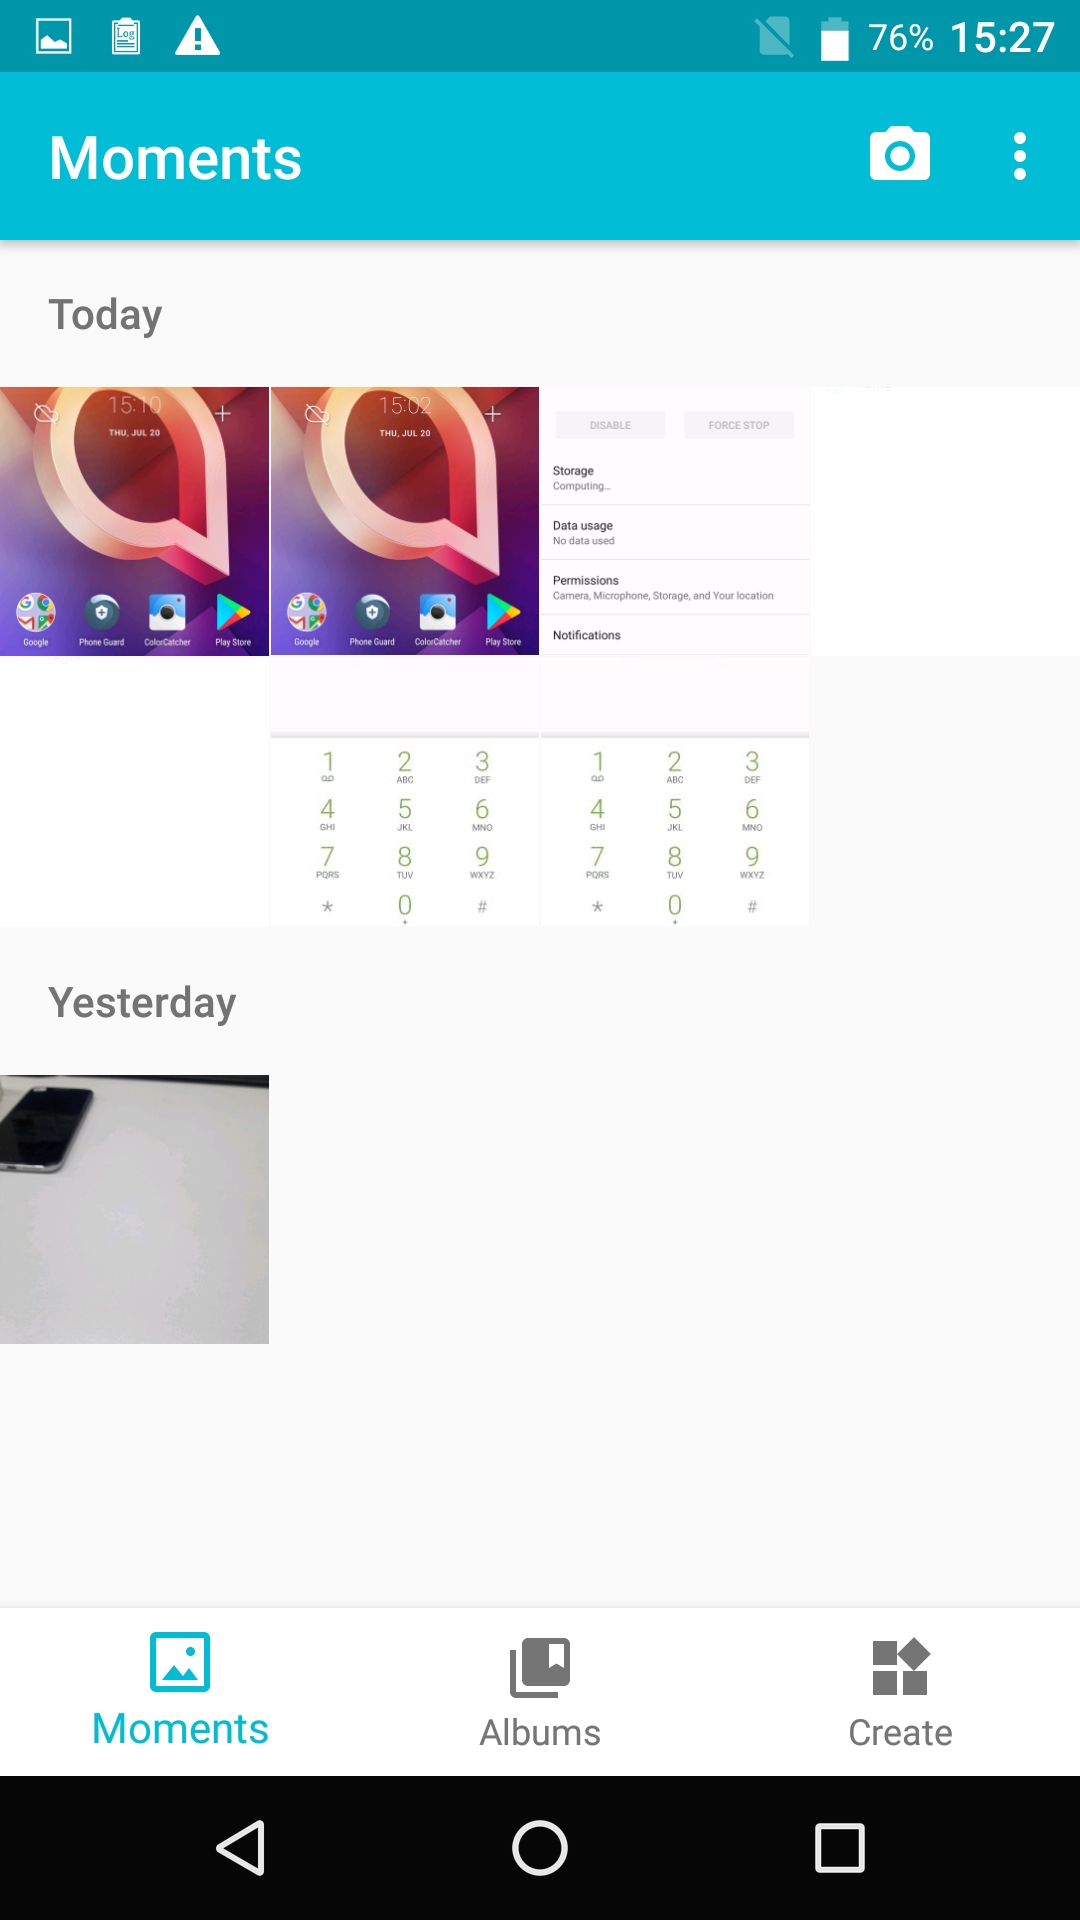 76% 15:27
Moments
Today
15:10
THU, JUL 20
Google Phone Guard ColorCatcher Play Store
15:02
THU, JUL 20
Google Phone Guard ColorCatcher Play Store
DISABLE FORCE STOP
Storage
Computing...
Data usage
No data used
Permissions
Camera, Microphone, Storage, and Your location
Notifications
1 2 3
ABC DEF
4 5 6
GHI JKL MNO
7 8 9
PQRS TUV WXYZ
* 0 #
+
1 2 3
ABC DEF
4 5 6
GHI JKL MNO
7 8 9
PQRS TUV WXYZ
* 0 #
+
Yesterday
Moments Albums Create